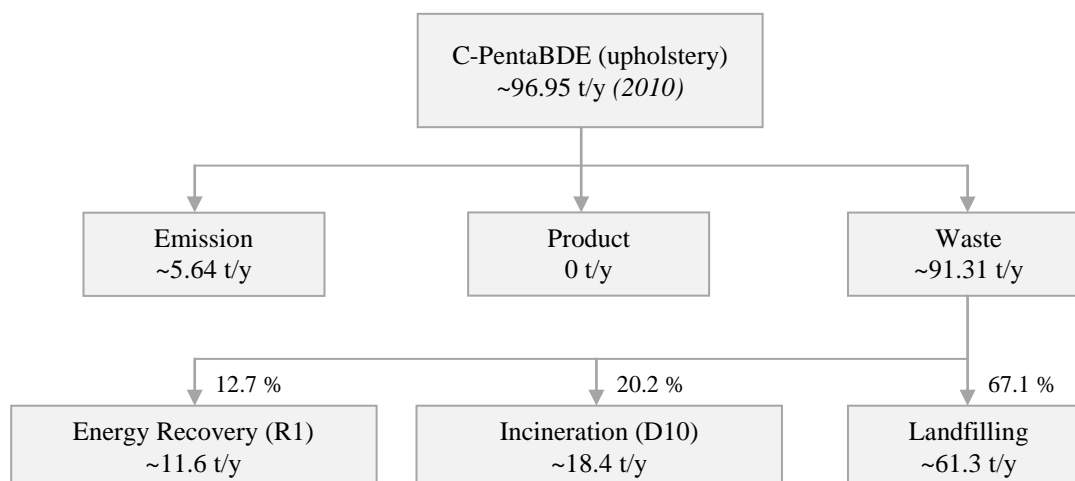 C-PentaBDE (upholstery)
~96.95 t/y (2010)
Emission
~5.64 t/y
Product
0 t/y
Waste
~91.31 t/y
12.7 %
20.2 %
67.1 %
Energy Recovery (R1)
~11.6 t/y
Incineration (D10)
~18.4 t/y
Landfilling
~61.3 t/y